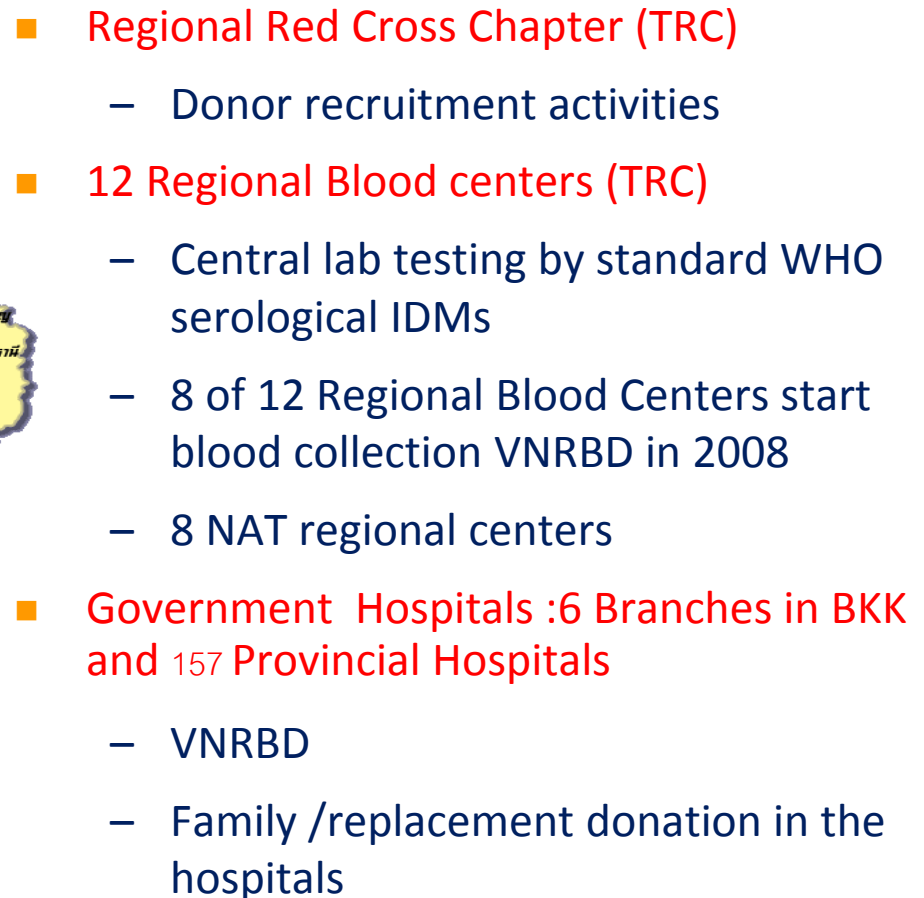 ■ Regional Red Cross Chapter (TRC)
– Donor recruitment activities
■ 12 Regional Blood centers (TRC)
– Central lab testing by standard WHO
serological IDMs
– 8 of 12 Regional Blood Centers start
blood collection VNRBD in 2008
– 8 NAT regional centers
■ Government Hospitals :6 Branches in BKK
and 157 Provincial Hospitals
– VNRBD
– Family /replacement donation in the
hospitals